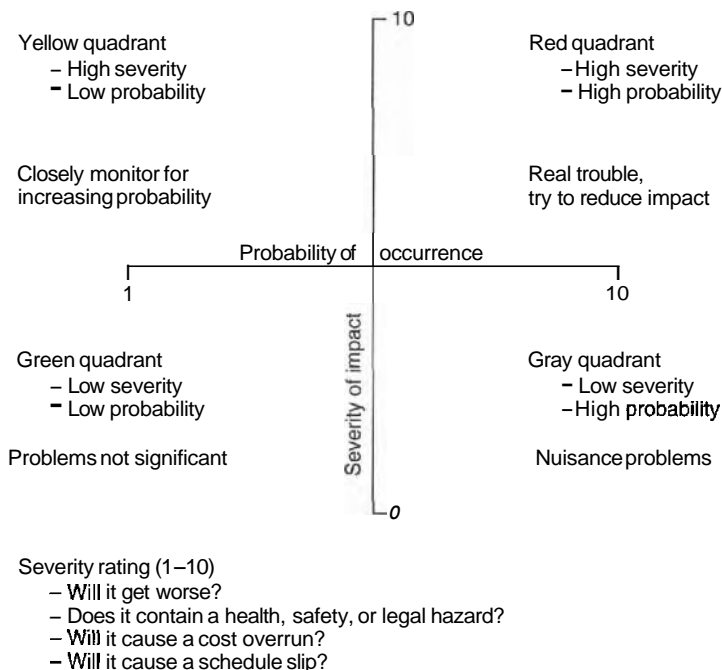 10
Yellow quadrant
– High severity
– Low probability
Closely monitor for
increasing probability
Red quadrant
– High severity
– High probability
Real trouble,
try to reduce impact
Probability of occurrence
1
10
Severity of impact
Green quadrant
– Low severity
– Low probability
Problems not significant
Gray quadrant
– Low severity
– High probability
Nuisance problems
0
Severity rating (1–10)
– Will it get worse?
– Does it contain a health, safety, or legal hazard?
– Will it cause a cost overrun?
– Will it cause a schedule slip?